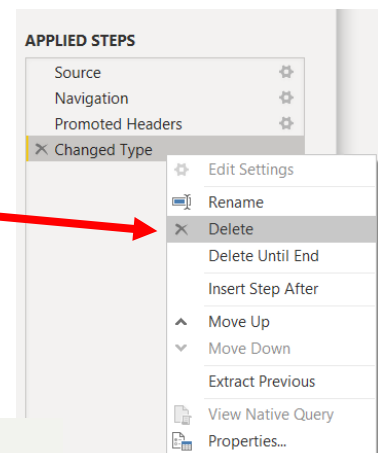 APPLIED STEPS
Source
Navigation
Promoted Headers
Changed Type
Edit Settings
Rename
Delete
Delete Until End
Insert Step After
Move Up
Move Down
Extract Previous
View Native Query
Properties...